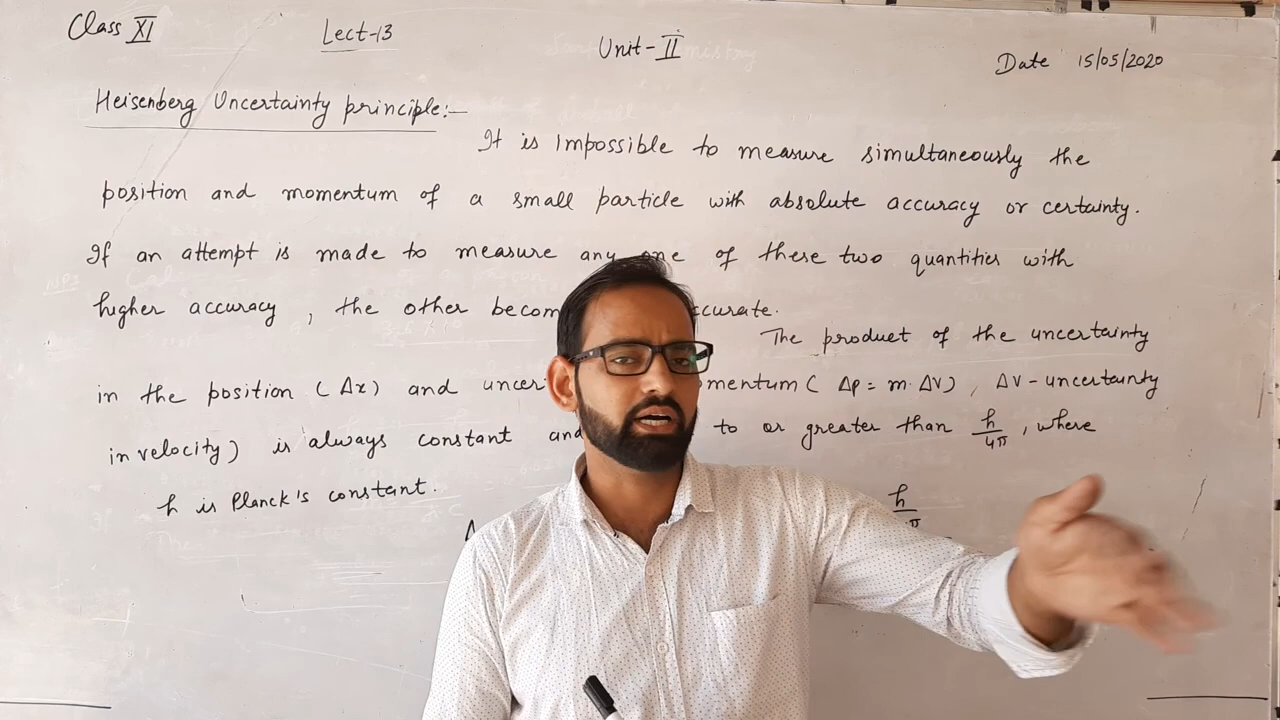 Class XI Lect-13 Unit-II Date 15/05/2020
Heisenberg Uncertainty principle:-
It is impossible to measure simultaneously the
position and momentum of a small particle with absolute accuracy or certainty.
If an attempt is made to measure any one of these two quantities with
higher accuracy, the other becom ccurate.
The product of the uncertainty
in the position (Δx) and uncert omentum (Δp = m.Δv), Δv-uncertainty
in velocity) is always constant and to or greater than h/4π, where
h is Planck's constant.
h/π